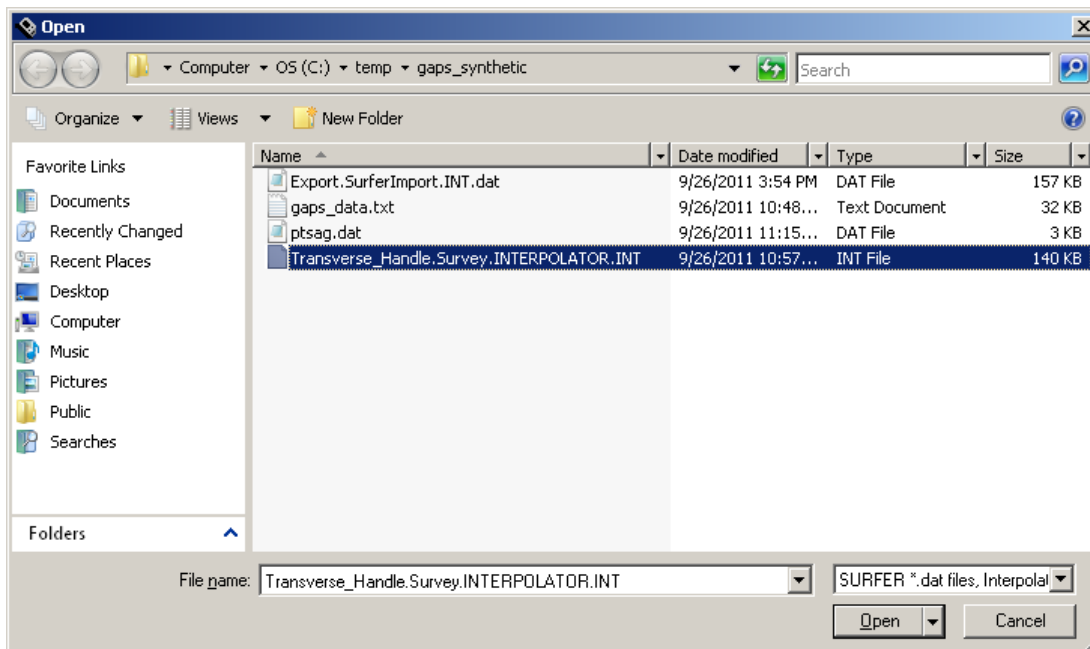 Open
Computer OS (C:) temp gaps_synthetic Search
Organize Views New Folder
Favorite Links
Documents
Recently Changed
Recent Places
Desktop
Computer
Music
Pictures
Public
Searches
Folders
Name Date modified Type Size
Export.SurferImport.INT.dat 9/26/2011 3:54 PM DAT File 157 KB
gaps_data.txt 9/26/2011 10:48... Text Document 32 KB
ptsag.dat 9/26/2011 11:15... DAT File 3 KB
Transverse_Handle.Survey.INTERPOLATOR.INT 9/26/2011 10:57... INT File 140 KB
File name: Transverse_Handle.Survey.INTERPOLATOR.INT SURFER *.dat files, Interpolat
Open Cancel